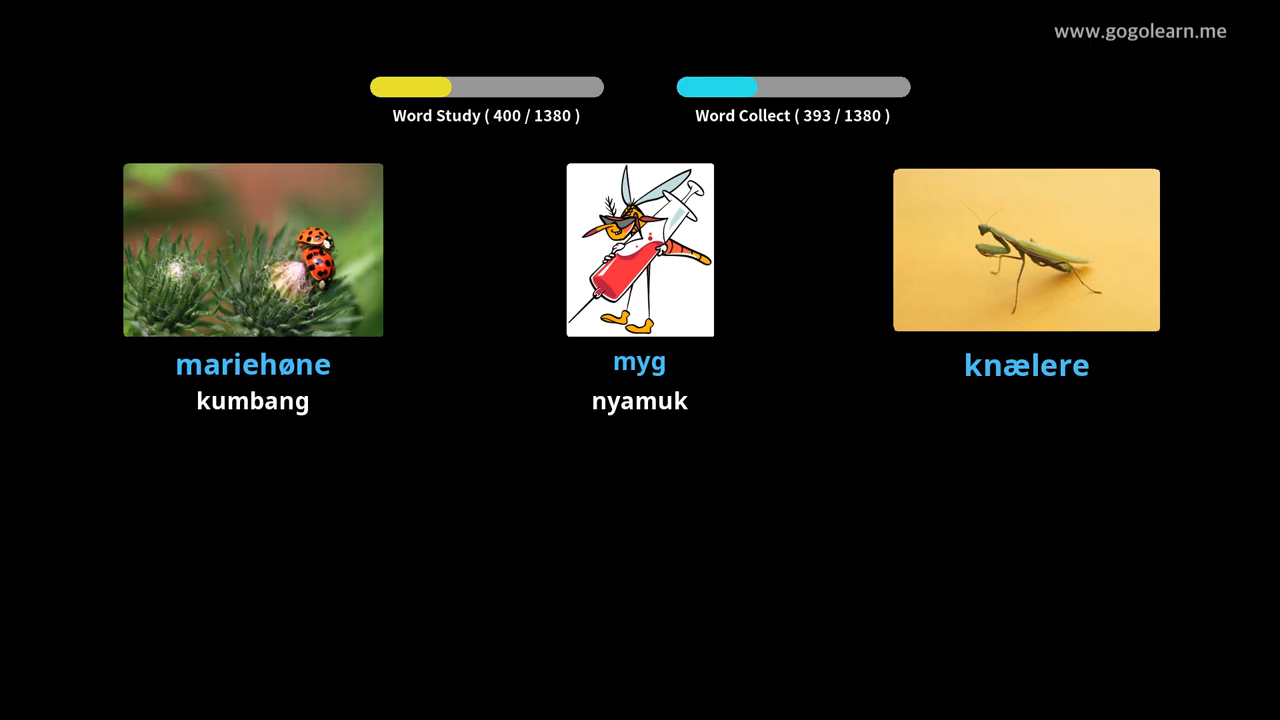 www.gogolearn.me
Word Study ( 400 / 1380 )
Word Collect ( 393 / 1380 )
mariehøne
kumbang
myg
nyamuk
knælere